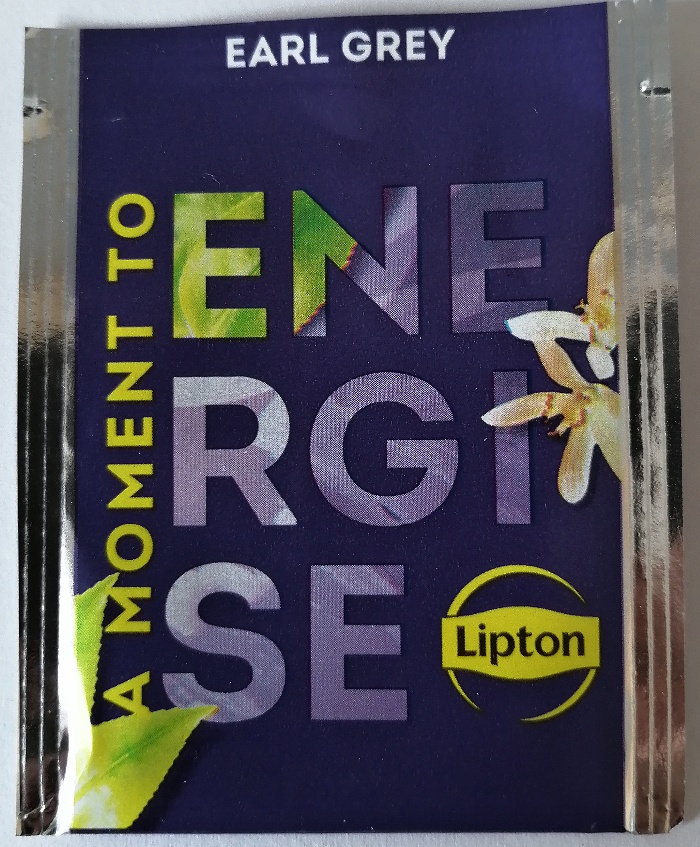 EARL GREY
A MOMENT TO
ENE
RGI
SE
Lipton